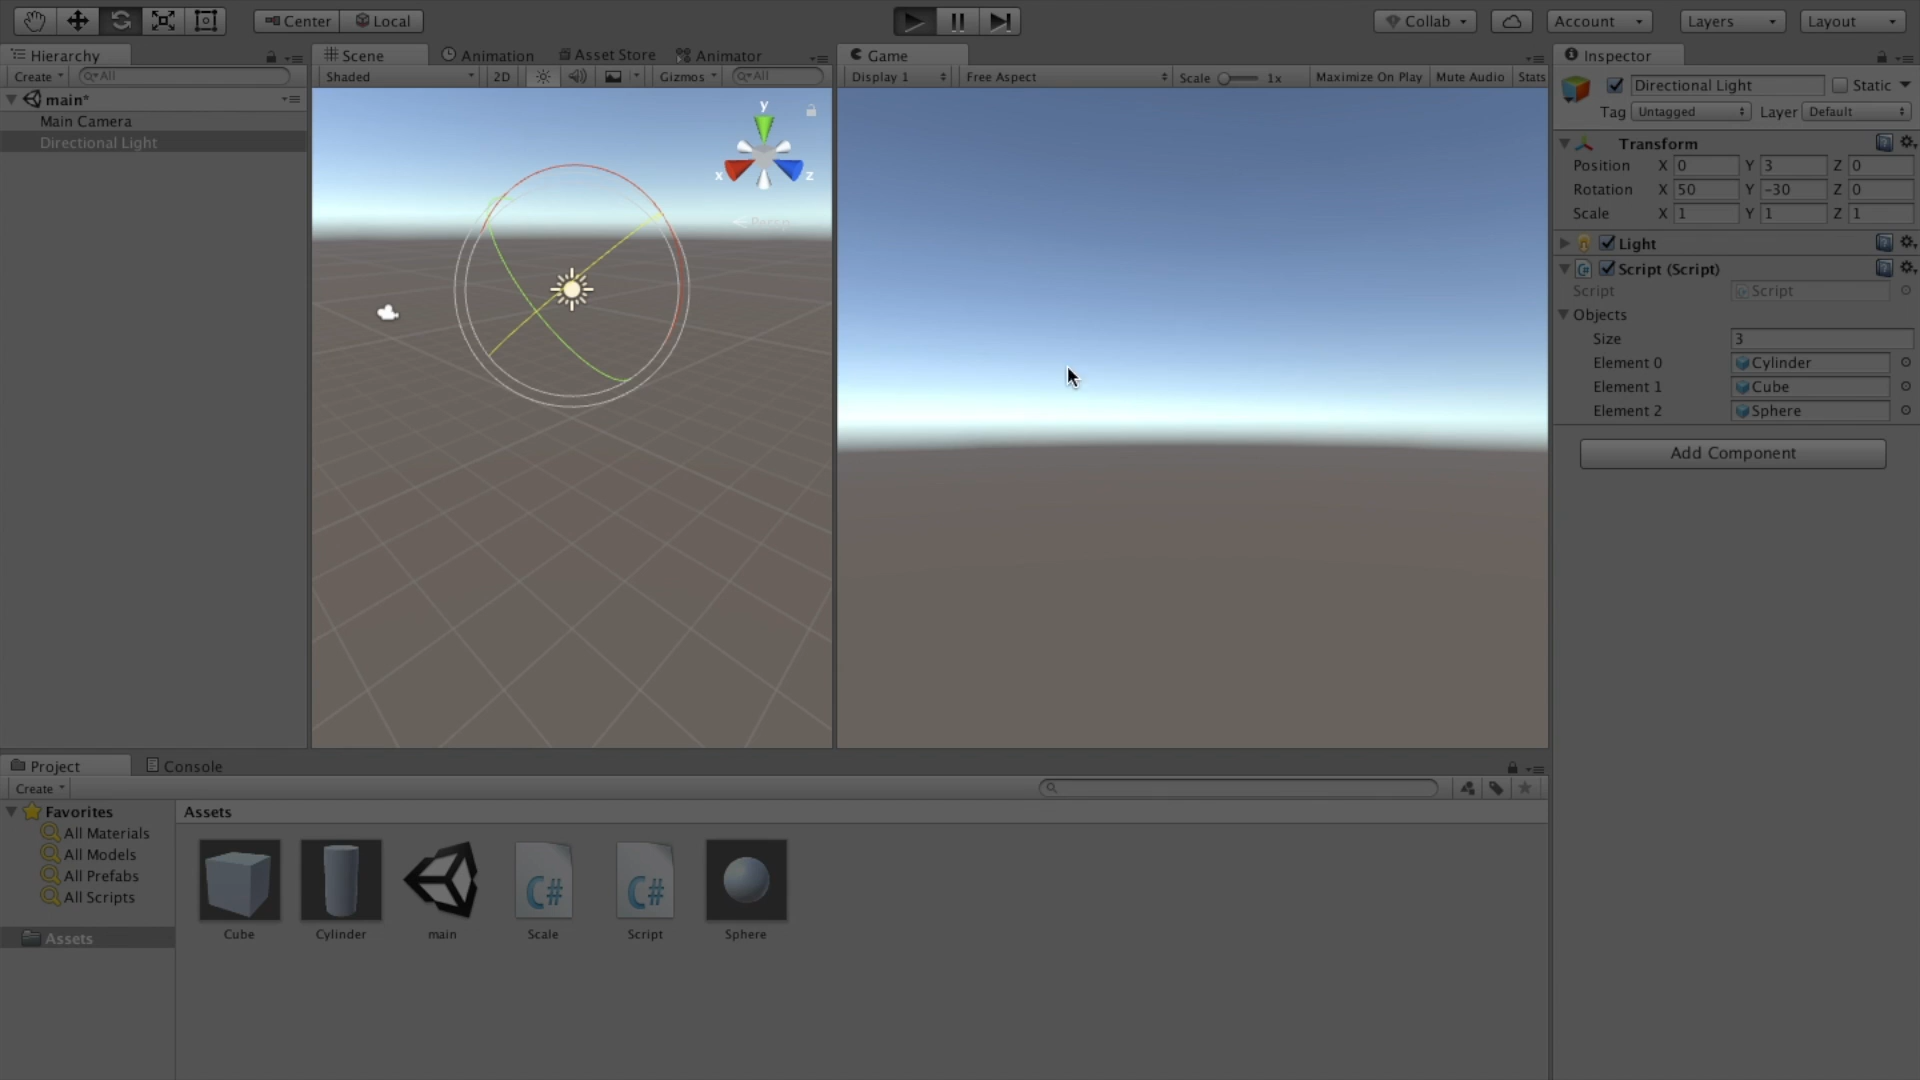 Center Local Collab Account Layers Layout
Hierarchy Scene Animation Asset Store Animator Game Inspector
Create All Shaded 2D Gizmos All Display 1 Free Aspect Scale 1x Maximize On Play Mute Audio Stats
Directional Light Static
main*
Main Camera
Directional Light
y
x z
Persp
Tag Untagged Layer Default
Transform
Position X 0 Y 3 Z 0
Rotation X 50 Y -30 Z 0
Scale X 1 Y 1 Z 1
Light
Script (Script)
Script Script
Objects
Size 3
Element 0 Cylinder
Element 1 Cube
Element 2 Sphere
Add Component
Project Console
Create
Favorites
All Materials
All Models
All Prefabs
All Scripts
Assets
Assets
C# C#
Cube Cylinder main Scale Script Sphere